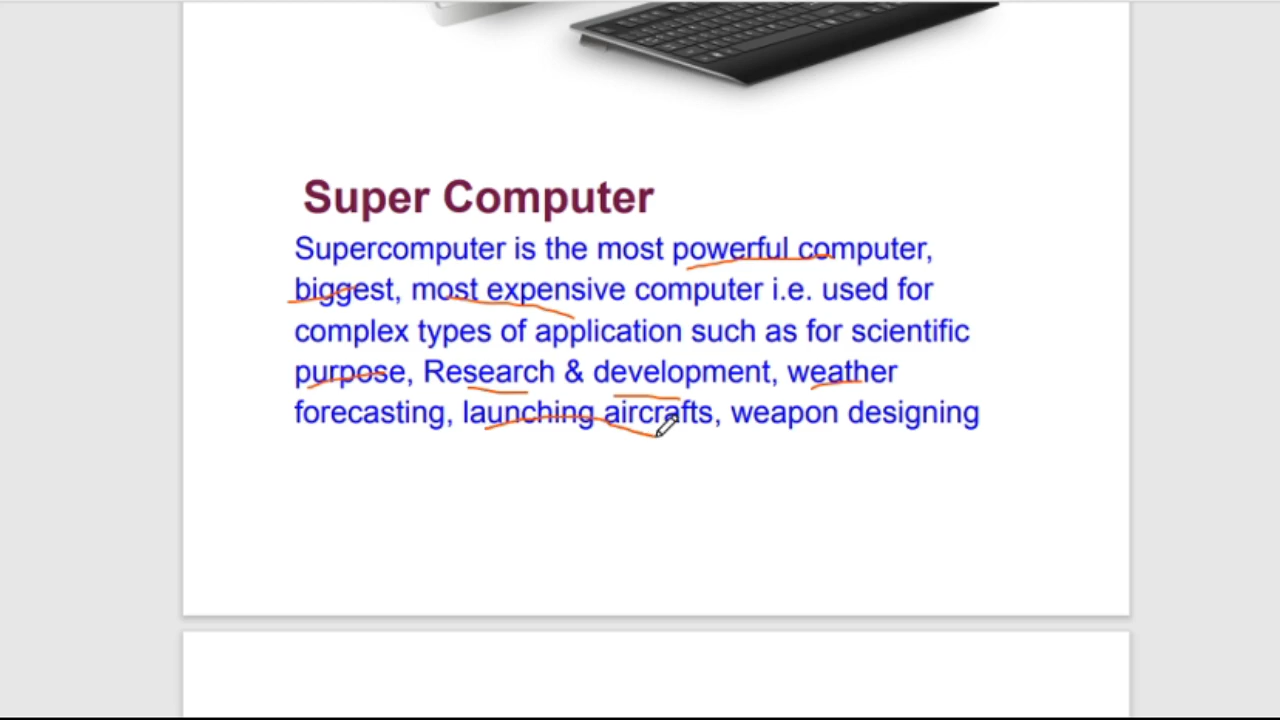 Super Computer
Supercomputer is the most powerful computer,
biggest, most expensive computer i.e. used for
complex types of application such as for scientific
purpose, Research & development, weather
forecasting, launching aircrafts, weapon designing